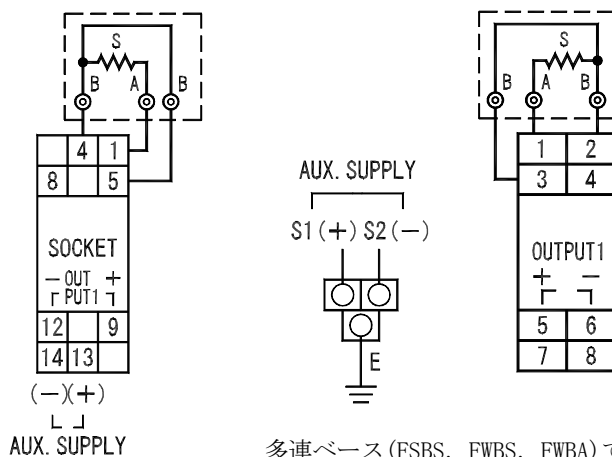 S
B A B
4 1
8 5
SOCKET
- OUT +
PUT1
12 9
14 13
(-)(+)
AUX. SUPPLY
AUX. SUPPLY
S1(+) S2(-)
E
S
B A B
1 2
3 4
OUTPUT1
+ -
5 6
7 8
多連ベース(FSBS, FWBS, FWBA)で